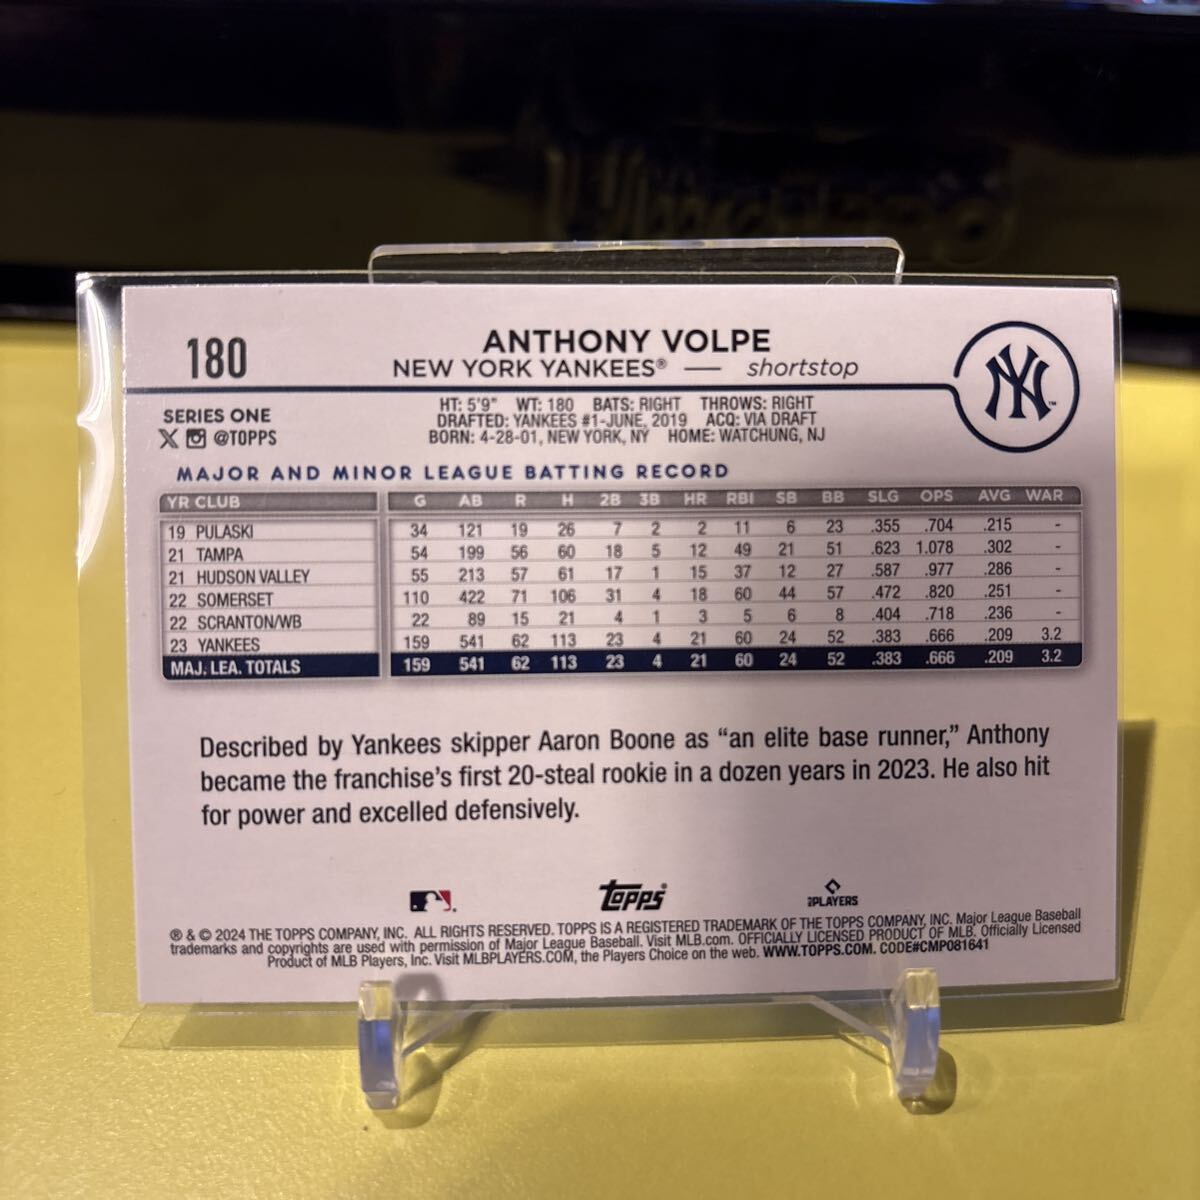 180
ANTHONY VOLPE
NEW YORK YANKEES® — shortstop
NY™
SERIES ONE
X @TOPPS
HT: 5'9" WT: 180 BATS: RIGHT THROWS: RIGHT
DRAFTED: YANKEES #1-JUNE, 2019 ACQ: VIA DRAFT
BORN: 4-28-01, NEW YORK, NY HOME: WATCHUNG, NJ
MAJOR AND MINOR LEAGUE BATTING RECORD
YR CLUB G AB R H 2B 3B HR RBI SB BB SLG OPS AVG WAR
19 PULASKI 34 121 19 26 7 2 2 11 6 23 .355 .704 .215 -
21 TAMPA 54 199 56 60 18 5 12 49 21 51 .623 1.078 .302 -
21 HUDSON VALLEY 55 213 57 61 17 1 15 37 12 27 .587 .977 .286 -
22 SOMERSET 110 422 71 106 31 4 18 60 44 57 .472 .820 .251 -
22 SCRANTON/WB 22 89 15 21 4 1 3 5 6 8 .404 .718 .236 -
23 YANKEES 159 541 62 113 23 4 21 60 24 52 .383 .666 .209 3.2
MAJ. LEA. TOTALS 159 541 62 113 23 4 21 60 24 52 .383 .666 .209 3.2
Described by Yankees skipper Aaron Boone as “an elite base runner,” Anthony
became the franchise’s first 20-steal rookie in a dozen years in 2023. He also hit
for power and excelled defensively.
topps®
MLBPLAYERS
® & © 2024 THE TOPPS COMPANY, INC. ALL RIGHTS RESERVED. TOPPS IS A REGISTERED TRADEMARK OF THE TOPPS COMPANY, INC. Major League Baseball
trademarks and copyrights are used with permission of Major League Baseball. Visit MLB.com. OFFICIALLY LICENSED PRODUCT OF MLB. Officially Licensed
Product of MLB Players, Inc. Visit MLBPLAYERS.COM, the Players Choice on the web. WWW.TOPPS.COM. CODE#CMP081641